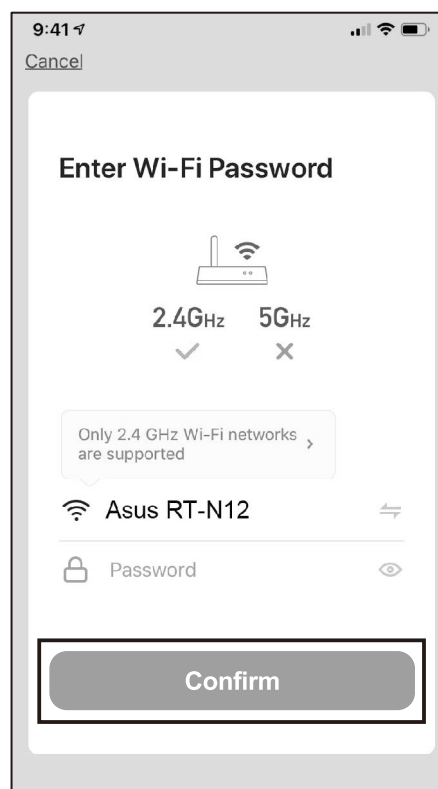 9:41
Cancel
Enter Wi-Fi Password
2.4GHz 5GHz
Only 2.4 GHz Wi-Fi networks
are supported
Asus RT-N12
Password
Confirm